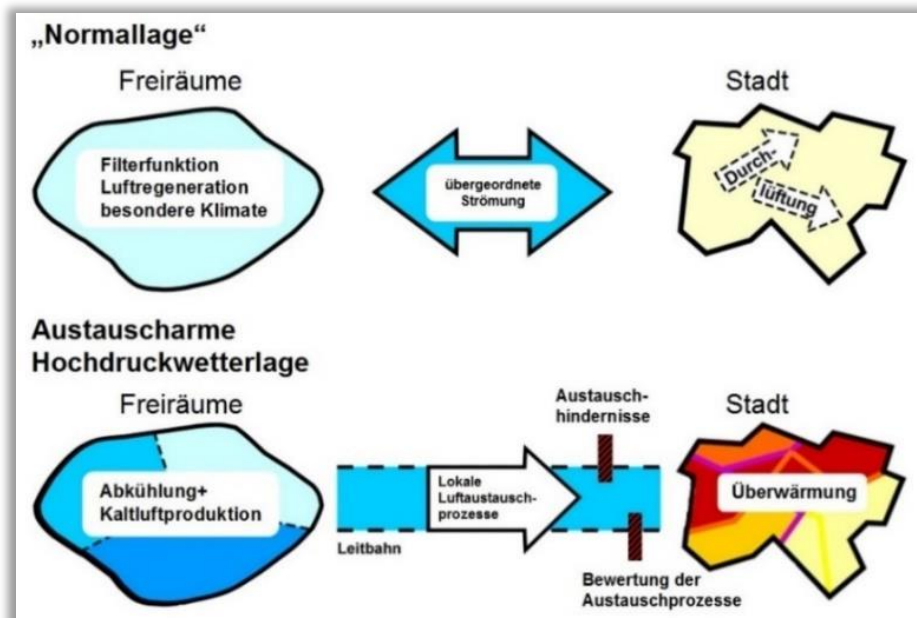 „Normallage“
Freiräume
Stadt
Filterfunktion
Luftregeneration
besondere Klimate
übergeordnete
Strömung
Durch-
lüftung
Austauscharme
Hochdruckwetterlage
Freiräume
Austausch-
hindernisse
Stadt
Abkühlung+
Kaltluftproduktion
Lokale
Luftaustausch-
prozesse
Überwärmung
Leitbahn
Bewertung der
Austauschprozesse